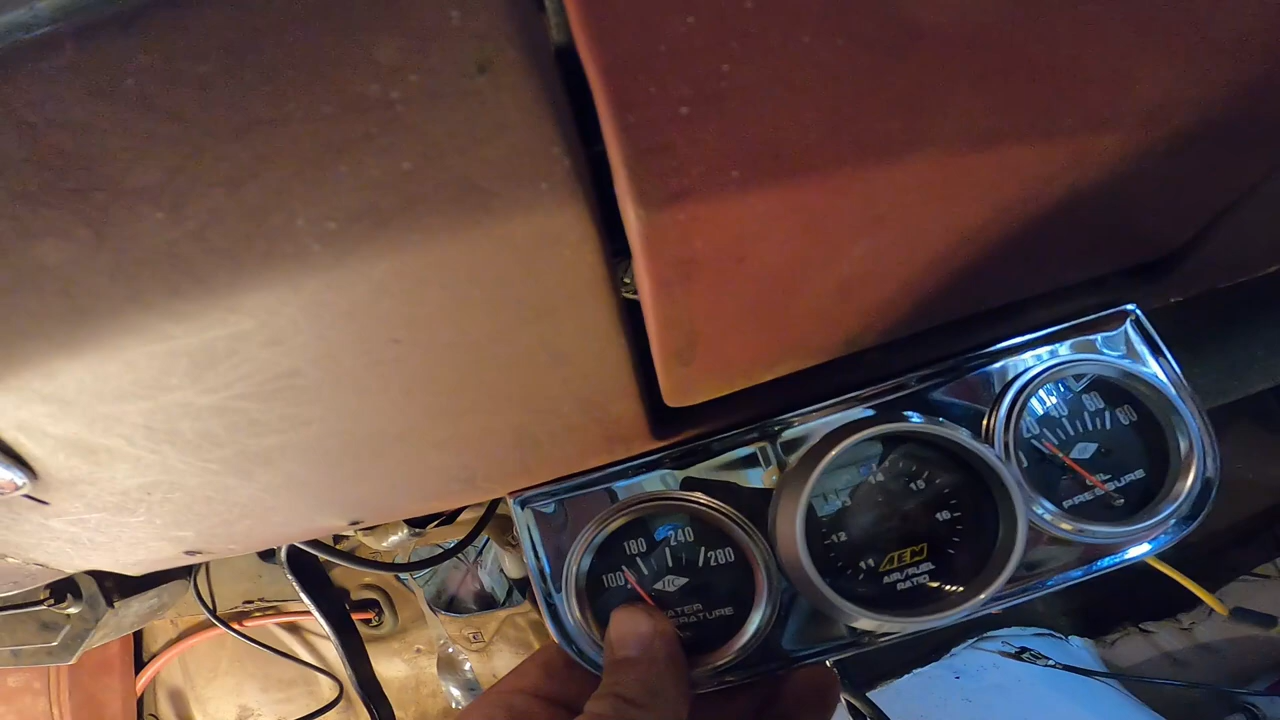 100 180 240 280
WATER
TEMPERATURE
11 12 14 15 16
AEM
AIR/FUEL
RATIO
20 40 60 80
OIL
PRESSURE